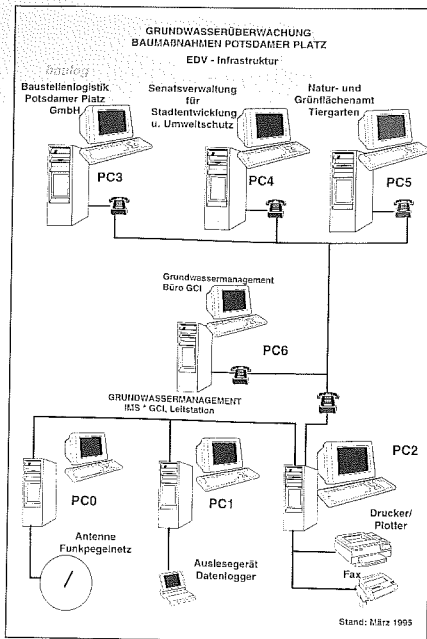 GRUNDWASSERÜBERWACHUNG
BAUMAßNAHMEN POTSDAMER PLATZ
EDV - Infrastruktur
baulog
Baustellenlogistik
Potsdamer Platz
GmbH
PC3
Senatsverwaltung
für
Stadtentwicklung
u. Umweltschutz
PC4
Natur- und
Grünflächenamt
Tiergarten
PC5
Grundwassermanagement
Büro GCI
PC6
GRUNDWASSERMANAGEMENT
IMS * GCI, Leitstation
PC0
PC1
PC2
Antenne
Funkpegelnetz
Auslesegerät
Datenlogger
Drucker/
Plotter
Fax
Stand: März 1995